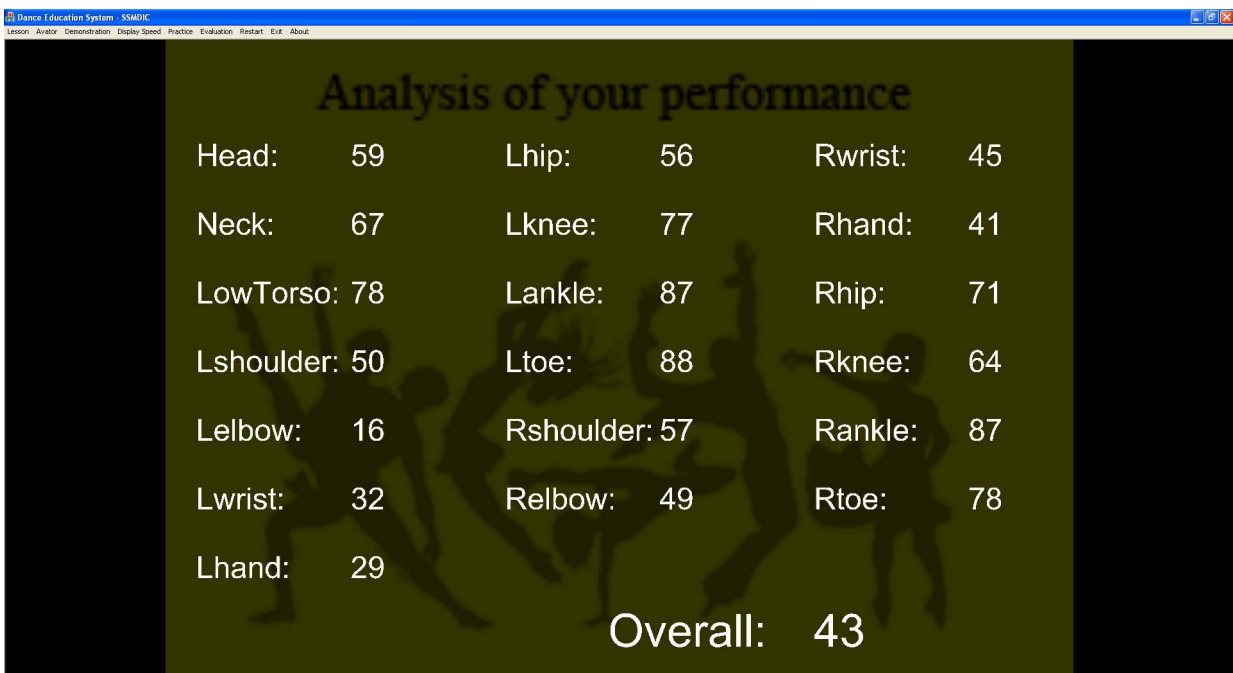 Dance Education System - SSMDIC
Lesson Avator Demonstration Display Speed Practice Evaluation Restart Exit About
Analysis of your performance
Head: 59 Lhip: 56 Rwrist: 45
Neck: 67 Lknee: 77 Rhand: 41
LowTorso: 78 Lankle: 87 Rhip: 71
Lshoulder: 50 Ltoe: 88 Rknee: 64
Lelbow: 16 Rshoulder: 57 Rankle: 87
Lwrist: 32 Relbow: 49 Rtoe: 78
Lhand: 29
Overall: 43